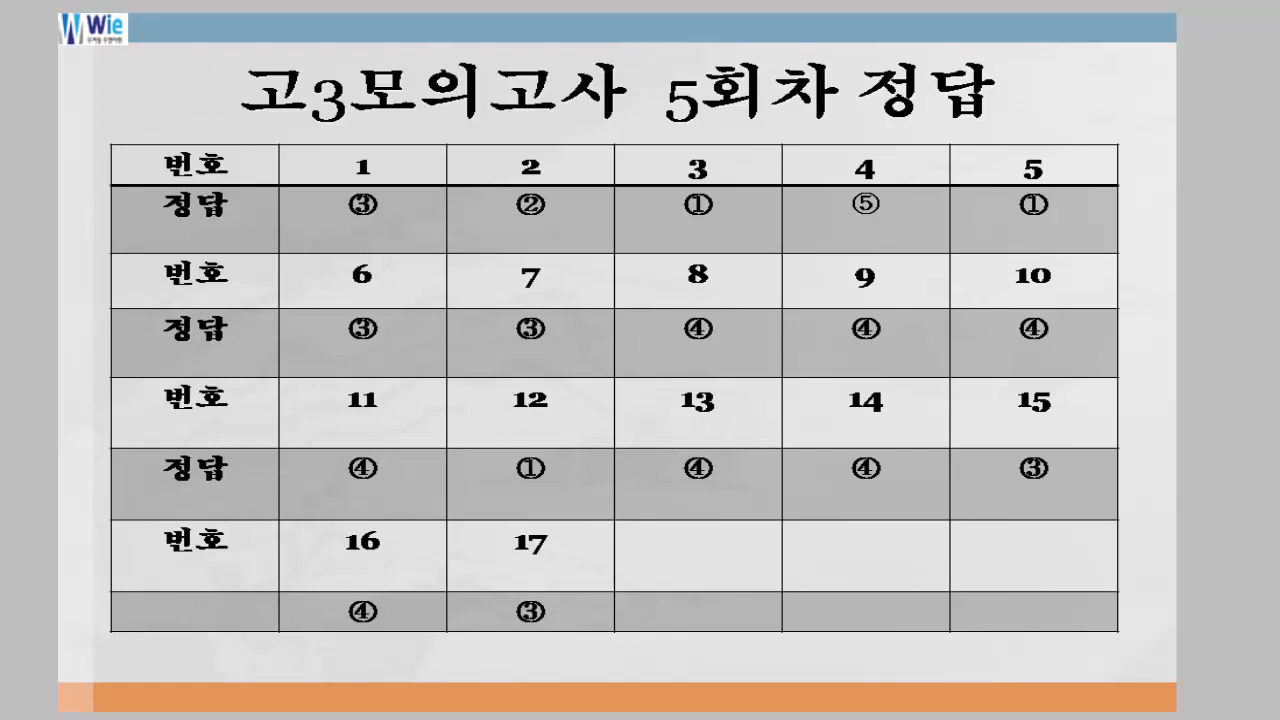 Wie
고3모의고사 5회차 정답
번호 1 2 3 4 5
정답 ③ ② ① ⑤ ①
번호 6 7 8 9 10
정답 ③ ③ ④ ④ ④
번호 11 12 13 14 15
정답 ④ ① ④ ④ ③
번호 16 17
④ ③